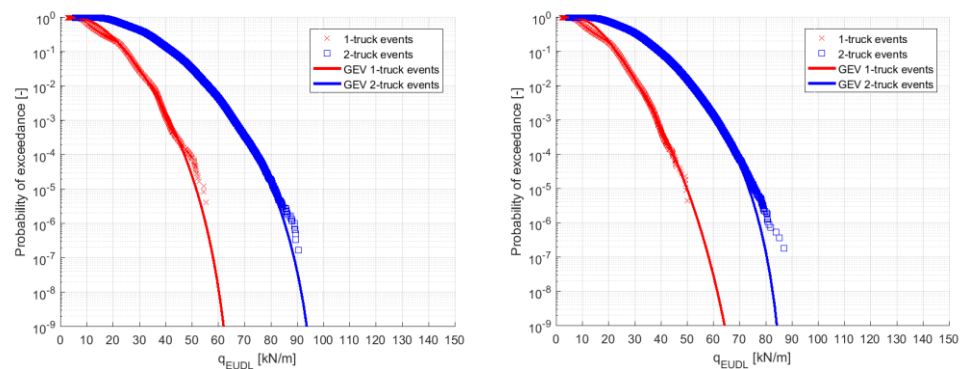 10^0
10^-1
10^-2
10^-3
10^-4
10^-5
10^-6
10^-7
10^-8
10^-9
Probability of exceedance [-]
1-truck events
2-truck events
GEV 1-truck events
GEV 2-truck events
0 10 20 30 40 50 60 70 80 90 100 110 120 130 140 150
q_EUDL [kN/m]
10^0
10^-1
10^-2
10^-3
10^-4
10^-5
10^-6
10^-7
10^-8
10^-9
Probability of exceedance [-]
1-truck events
2-truck events
GEV 1-truck events
GEV 2-truck events
0 10 20 30 40 50 60 70 80 90 100 110 120 130 140 150
q_EUDL [kN/m]